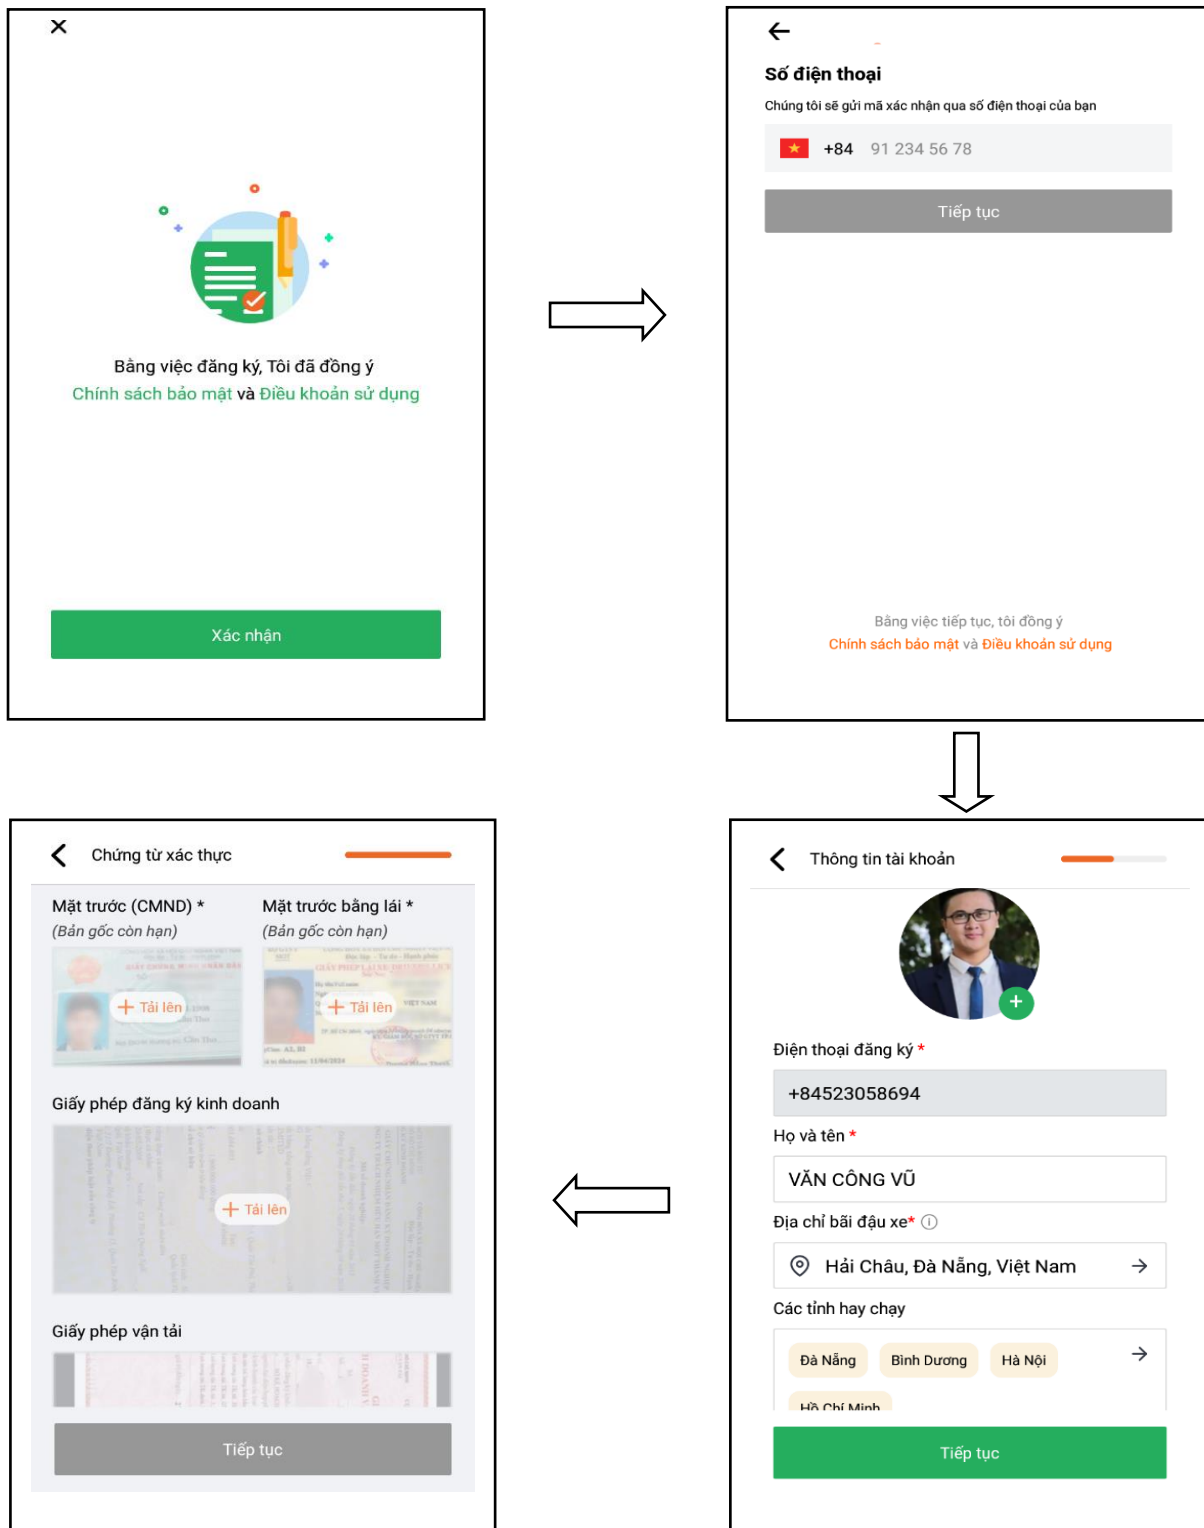 Bằng việc đăng ký, Tôi đã đồng ý
Chính sách bảo mật và Điều khoản sử dụng
Xác nhận
Số điện thoại
Chúng tôi sẽ gửi mã xác nhận qua số điện thoại của bạn
+84 91 234 56 78
Tiếp tục
Bằng việc tiếp tục, tôi đồng ý
Chính sách bảo mật và Điều khoản sử dụng
Thông tin tài khoản
Điện thoại đăng ký *
+84523058694
Họ và tên *
VĂN CÔNG VŨ
Địa chỉ bãi đậu xe*
Hải Châu, Đà Nẵng, Việt Nam
Các tỉnh hay chạy
Đà Nẵng Bình Dương Hà Nội
Hồ Chí Minh
Tiếp tục
Chứng từ xác thực
Mặt trước (CMND) * Mặt trước bằng lái *
(Bản gốc còn hạn) (Bản gốc còn hạn)
+ Tải lên + Tải lên
Giấy phép đăng ký kinh doanh
+ Tải lên
Giấy phép vận tải
Tiếp tục